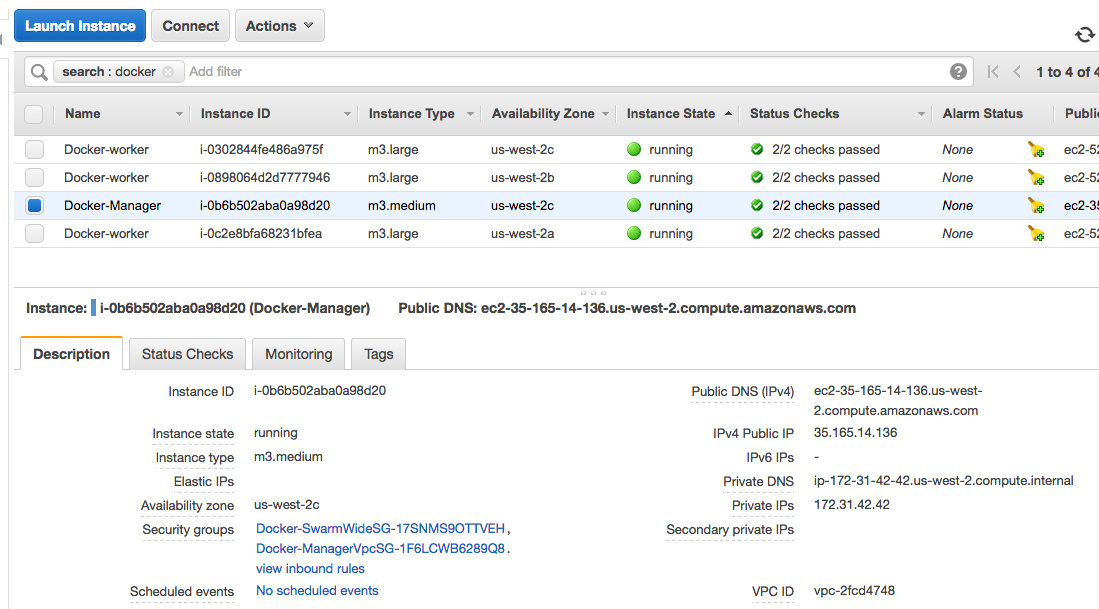 Launch Instance Connect Actions
search : docker Add filter 1 to 4 of 4
Name Instance ID Instance Type Availability Zone Instance State Status Checks Alarm Status Public
Docker-worker i-0302844fe486a975f m3.large us-west-2c running 2/2 checks passed None ec2-52
Docker-worker i-0898064d2d7777946 m3.large us-west-2b running 2/2 checks passed None ec2-52
Docker-Manager i-0b6b502aba0a98d20 m3.medium us-west-2c running 2/2 checks passed None ec2-35
Docker-worker i-0c2e8bfa68231bfea m3.large us-west-2a running 2/2 checks passed None ec2-52
Instance: i-0b6b502aba0a98d20 (Docker-Manager) Public DNS: ec2-35-165-14-136.us-west-2.compute.amazonaws.com
Description Status Checks Monitoring Tags
Instance ID i-0b6b502aba0a98d20 Public DNS (IPv4) ec2-35-165-14-136.us-west-
2.compute.amazonaws.com
Instance state running IPv4 Public IP 35.165.14.136
Instance type m3.medium IPv6 IPs -
Elastic IPs Private DNS ip-172-31-42-42.us-west-2.compute.internal
Availability zone us-west-2c Private IPs 172.31.42.42
Security groups Docker-SwarmWideSG-17SNMS9OTTVEH, Secondary private IPs
Docker-ManagerVpcSG-1F6LCWB6289Q8.
view inbound rules
Scheduled events No scheduled events VPC ID vpc-2fcd4748